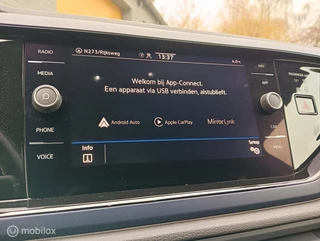 RADIO
MEDIA
PHONE
VOICE
N273/Rijksweg
13:37
Welkom bij App-Connect.
Een apparaat via USB verbinden, alstublieft.
Android Auto
Apple CarPlay
MirrorLink
Info
Setup
mobilox